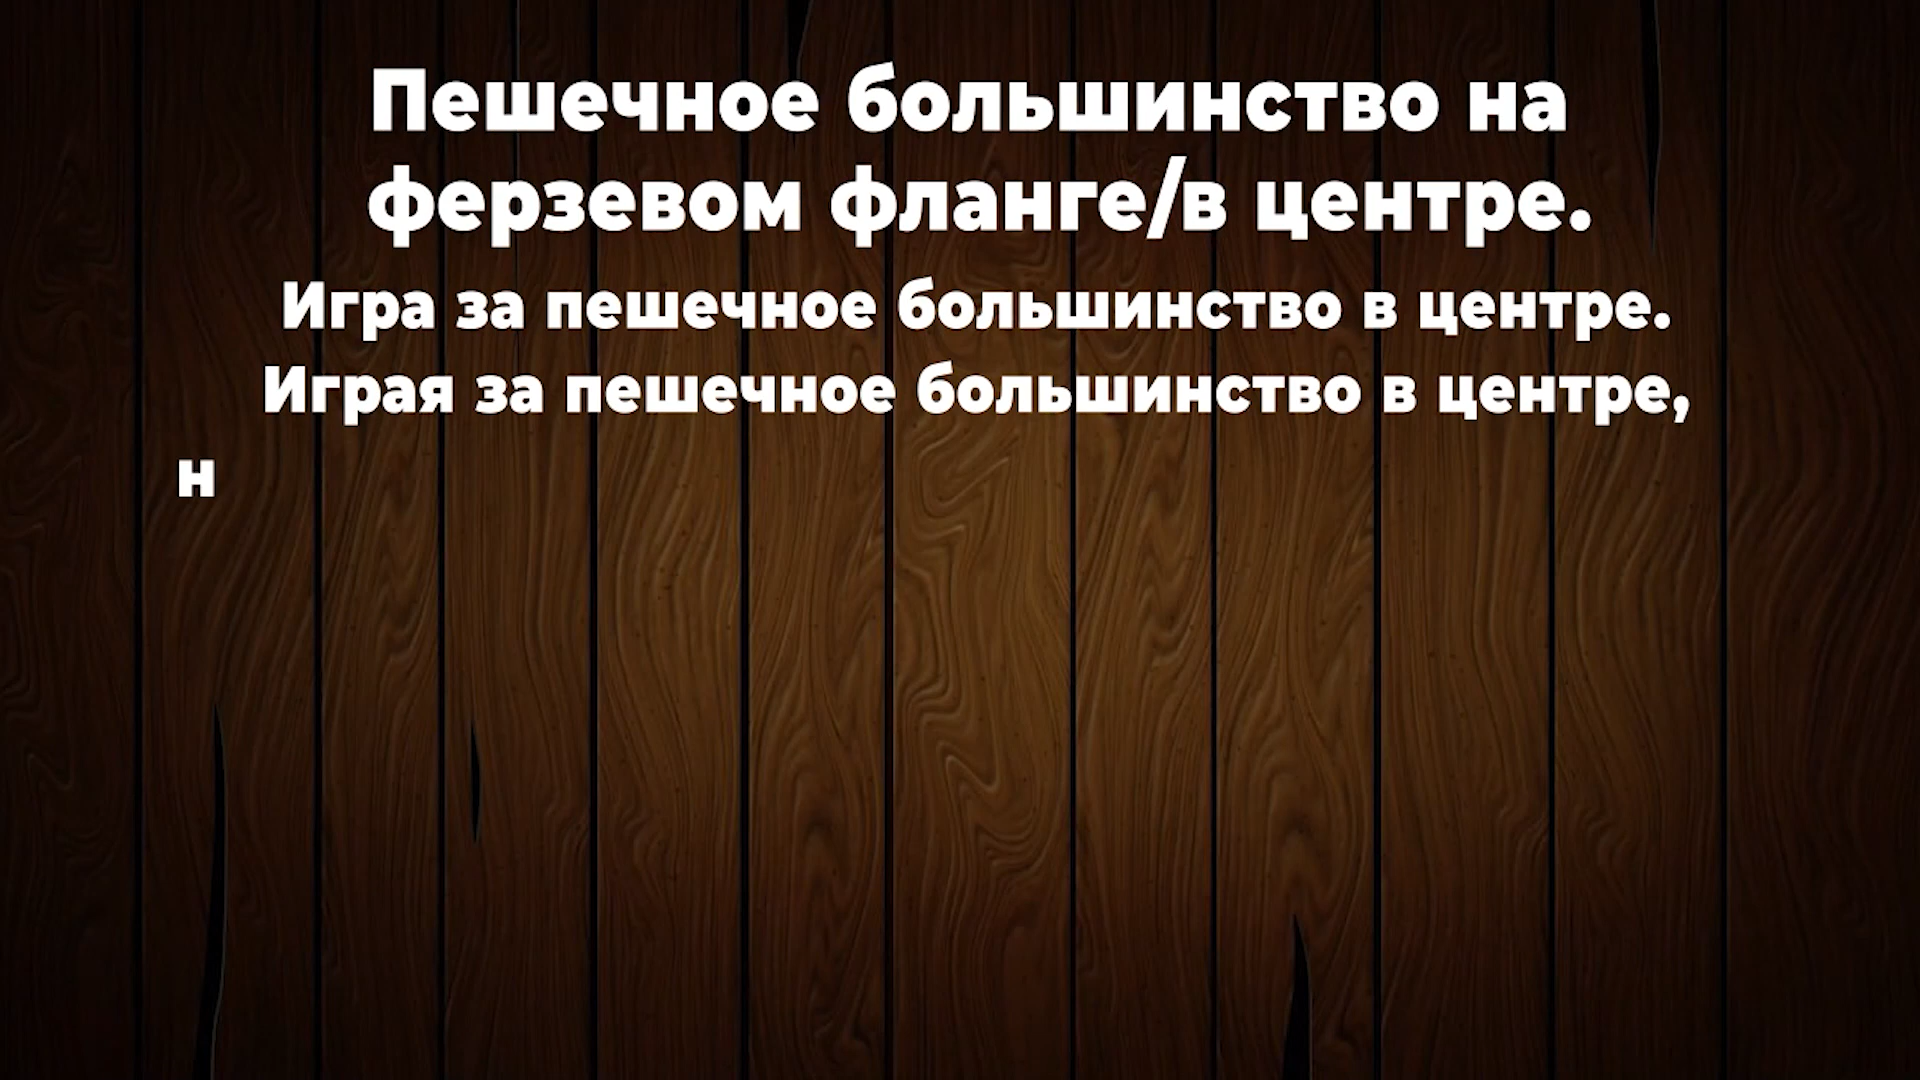 Пешечное большинство на
ферзевом фланге/в центре.
Игра за пешечное большинство в центре.
Играя за пешечное большинство в центре,
н